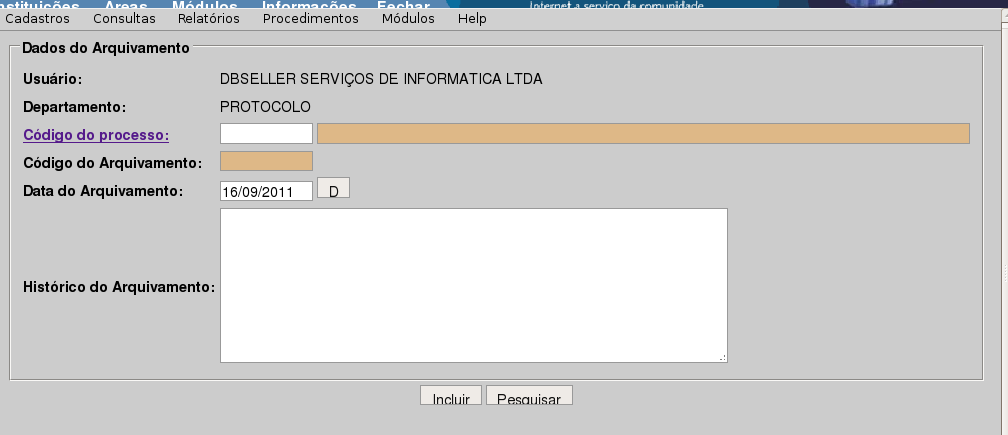 Instituições Areas Módulos Informações Fechar Internet a serviço da comunidade
Cadastros Consultas Relatórios Procedimentos Módulos Help
Dados do Arquivamento
Usuário: DBSELLER SERVIÇOS DE INFORMATICA LTDA
Departamento: PROTOCOLO
Código do processo:
Código do Arquivamento:
Data do Arquivamento: 16/09/2011 D
Histórico do Arquivamento:
Incluir Pesquisar